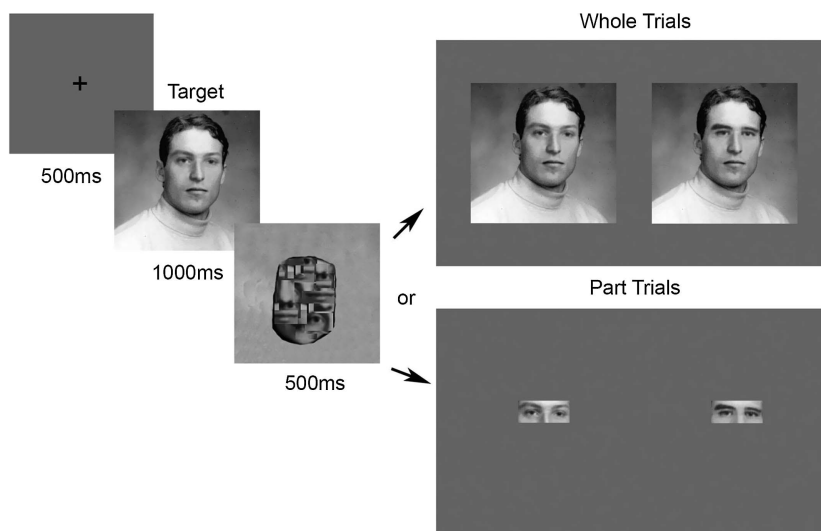 Whole Trials
Target
500ms
1000ms
or
Part Trials
500ms